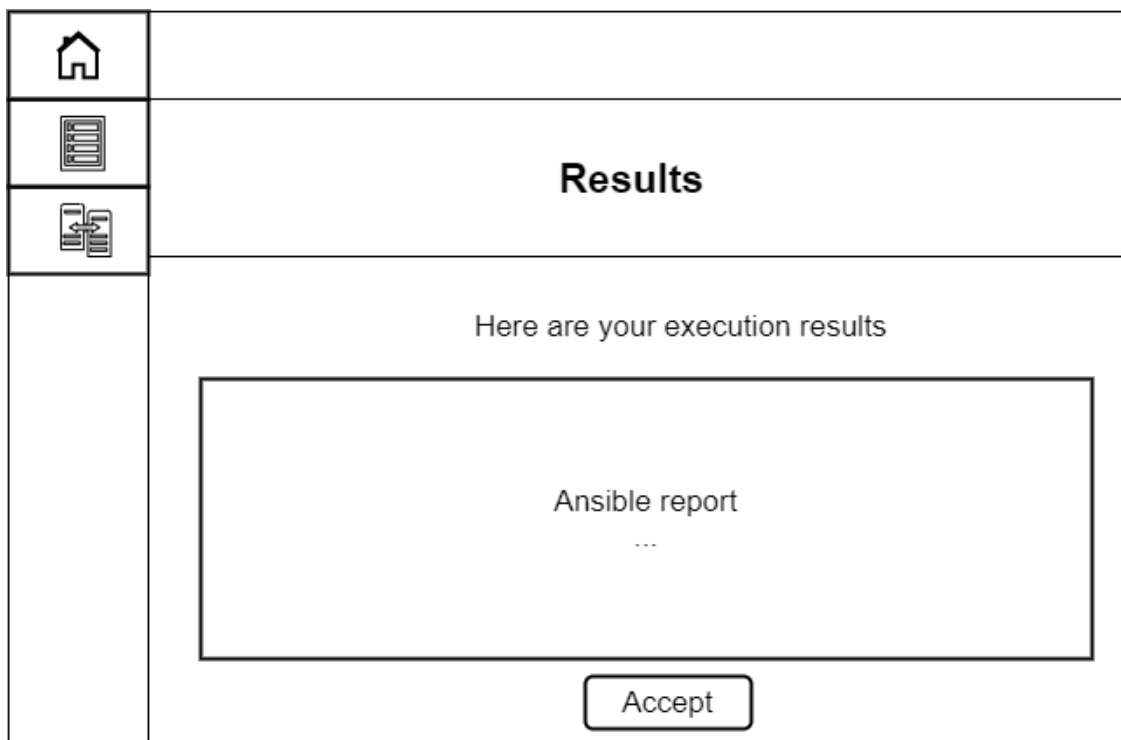 Results
Here are your execution results
Ansible report
...
Accept